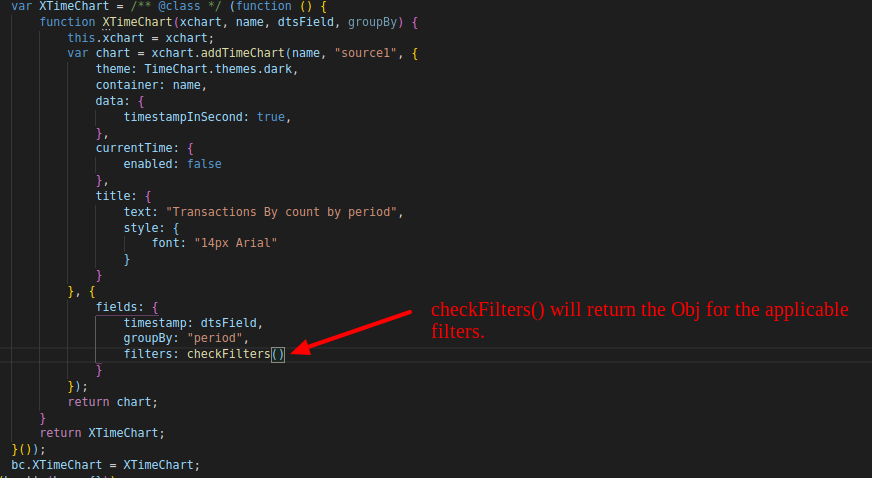 var XTimeChart = /** @class */ (function () {
function XTimeChart(xchart, name, dtsField, groupBy) {
this.xchart = xchart;
var chart = xchart.addTimeChart(name, "source1", {
theme: TimeChart.themes.dark,
container: name,
data: {
timestampInSecond: true,
},
currentTime: {
enabled: false
},
title: {
text: "Transactions By count by period",
style: {
font: "14px Arial"
}
}
}, {
fields: {
checkFilters() will return the Obj for the applicable
filters.
timestamp: dtsField,
groupBy: "period",
filters: checkFilters()
}
});
return chart;
}
return XTimeChart;
}());
bc.XTimeChart = XTimeChart;